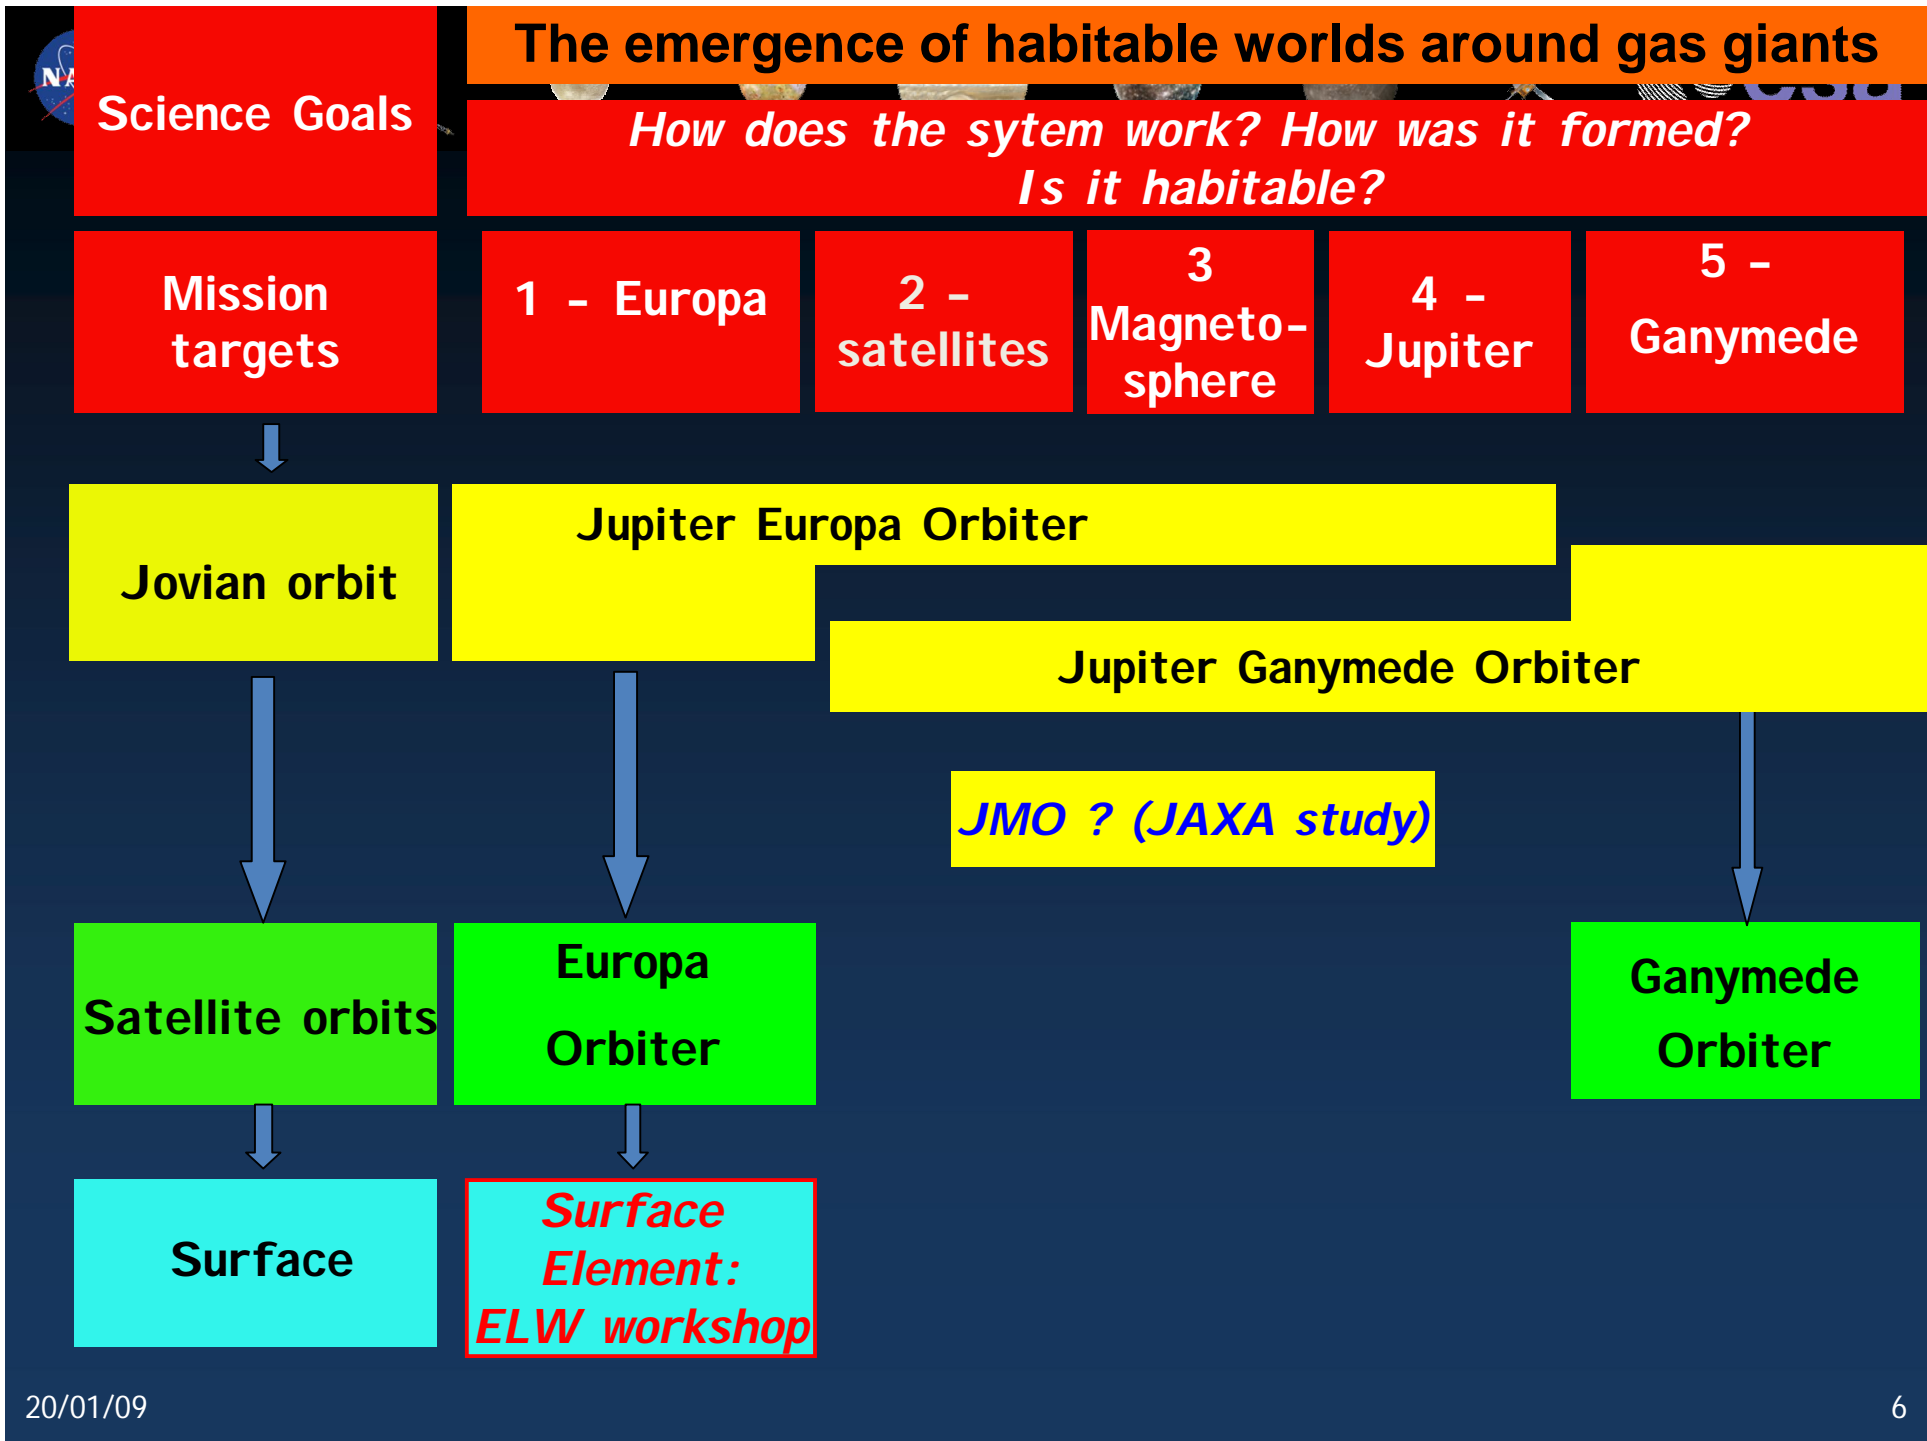 The emergence of habitable worlds around gas giants
Science Goals
How does the sytem work? How was it formed?
Is it habitable?
Mission
targets
1 - Europa
2 -
satellites
3
Magneto-
sphere
4 -
Jupiter
5 -
Ganymede
Jovian orbit
Jupiter Europa Orbiter
Jupiter Ganymede Orbiter
JMO ? (JAXA study)
Satellite orbits
Europa
Orbiter
Ganymede
Orbiter
Surface
Surface
Element:
ELW workshop
20/01/09
6